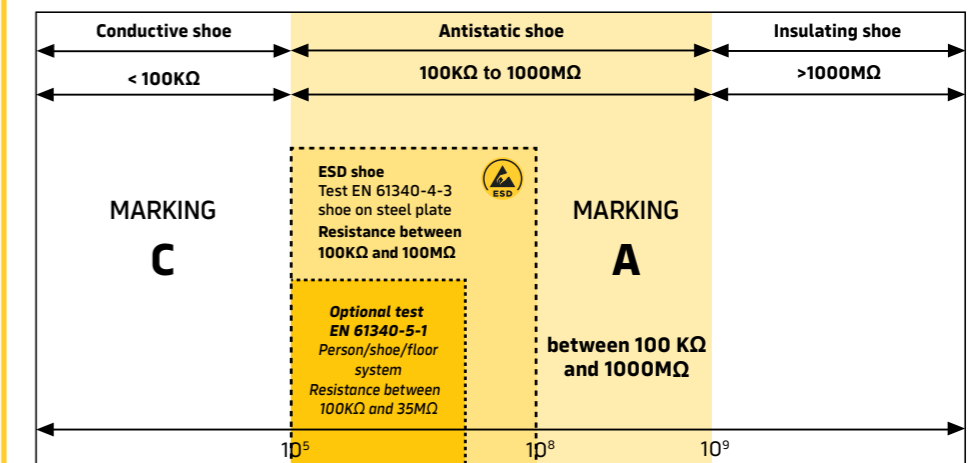 Conductive shoe
Antistatic shoe
Insulating shoe
< 100KΩ
100KΩ to 1000MΩ
>1000MΩ
MARKING
C
ESD shoe
Test EN 61340-4-3
shoe on steel plate
Resistance between
100KΩ and 100MΩ
ESD
Optional test
EN 61340-5-1
Person/shoe/floor
system
Resistance between
100KΩ and 35MΩ
MARKING
A
between 100 KΩ
and 1000MΩ
10⁵
10⁸
10⁹